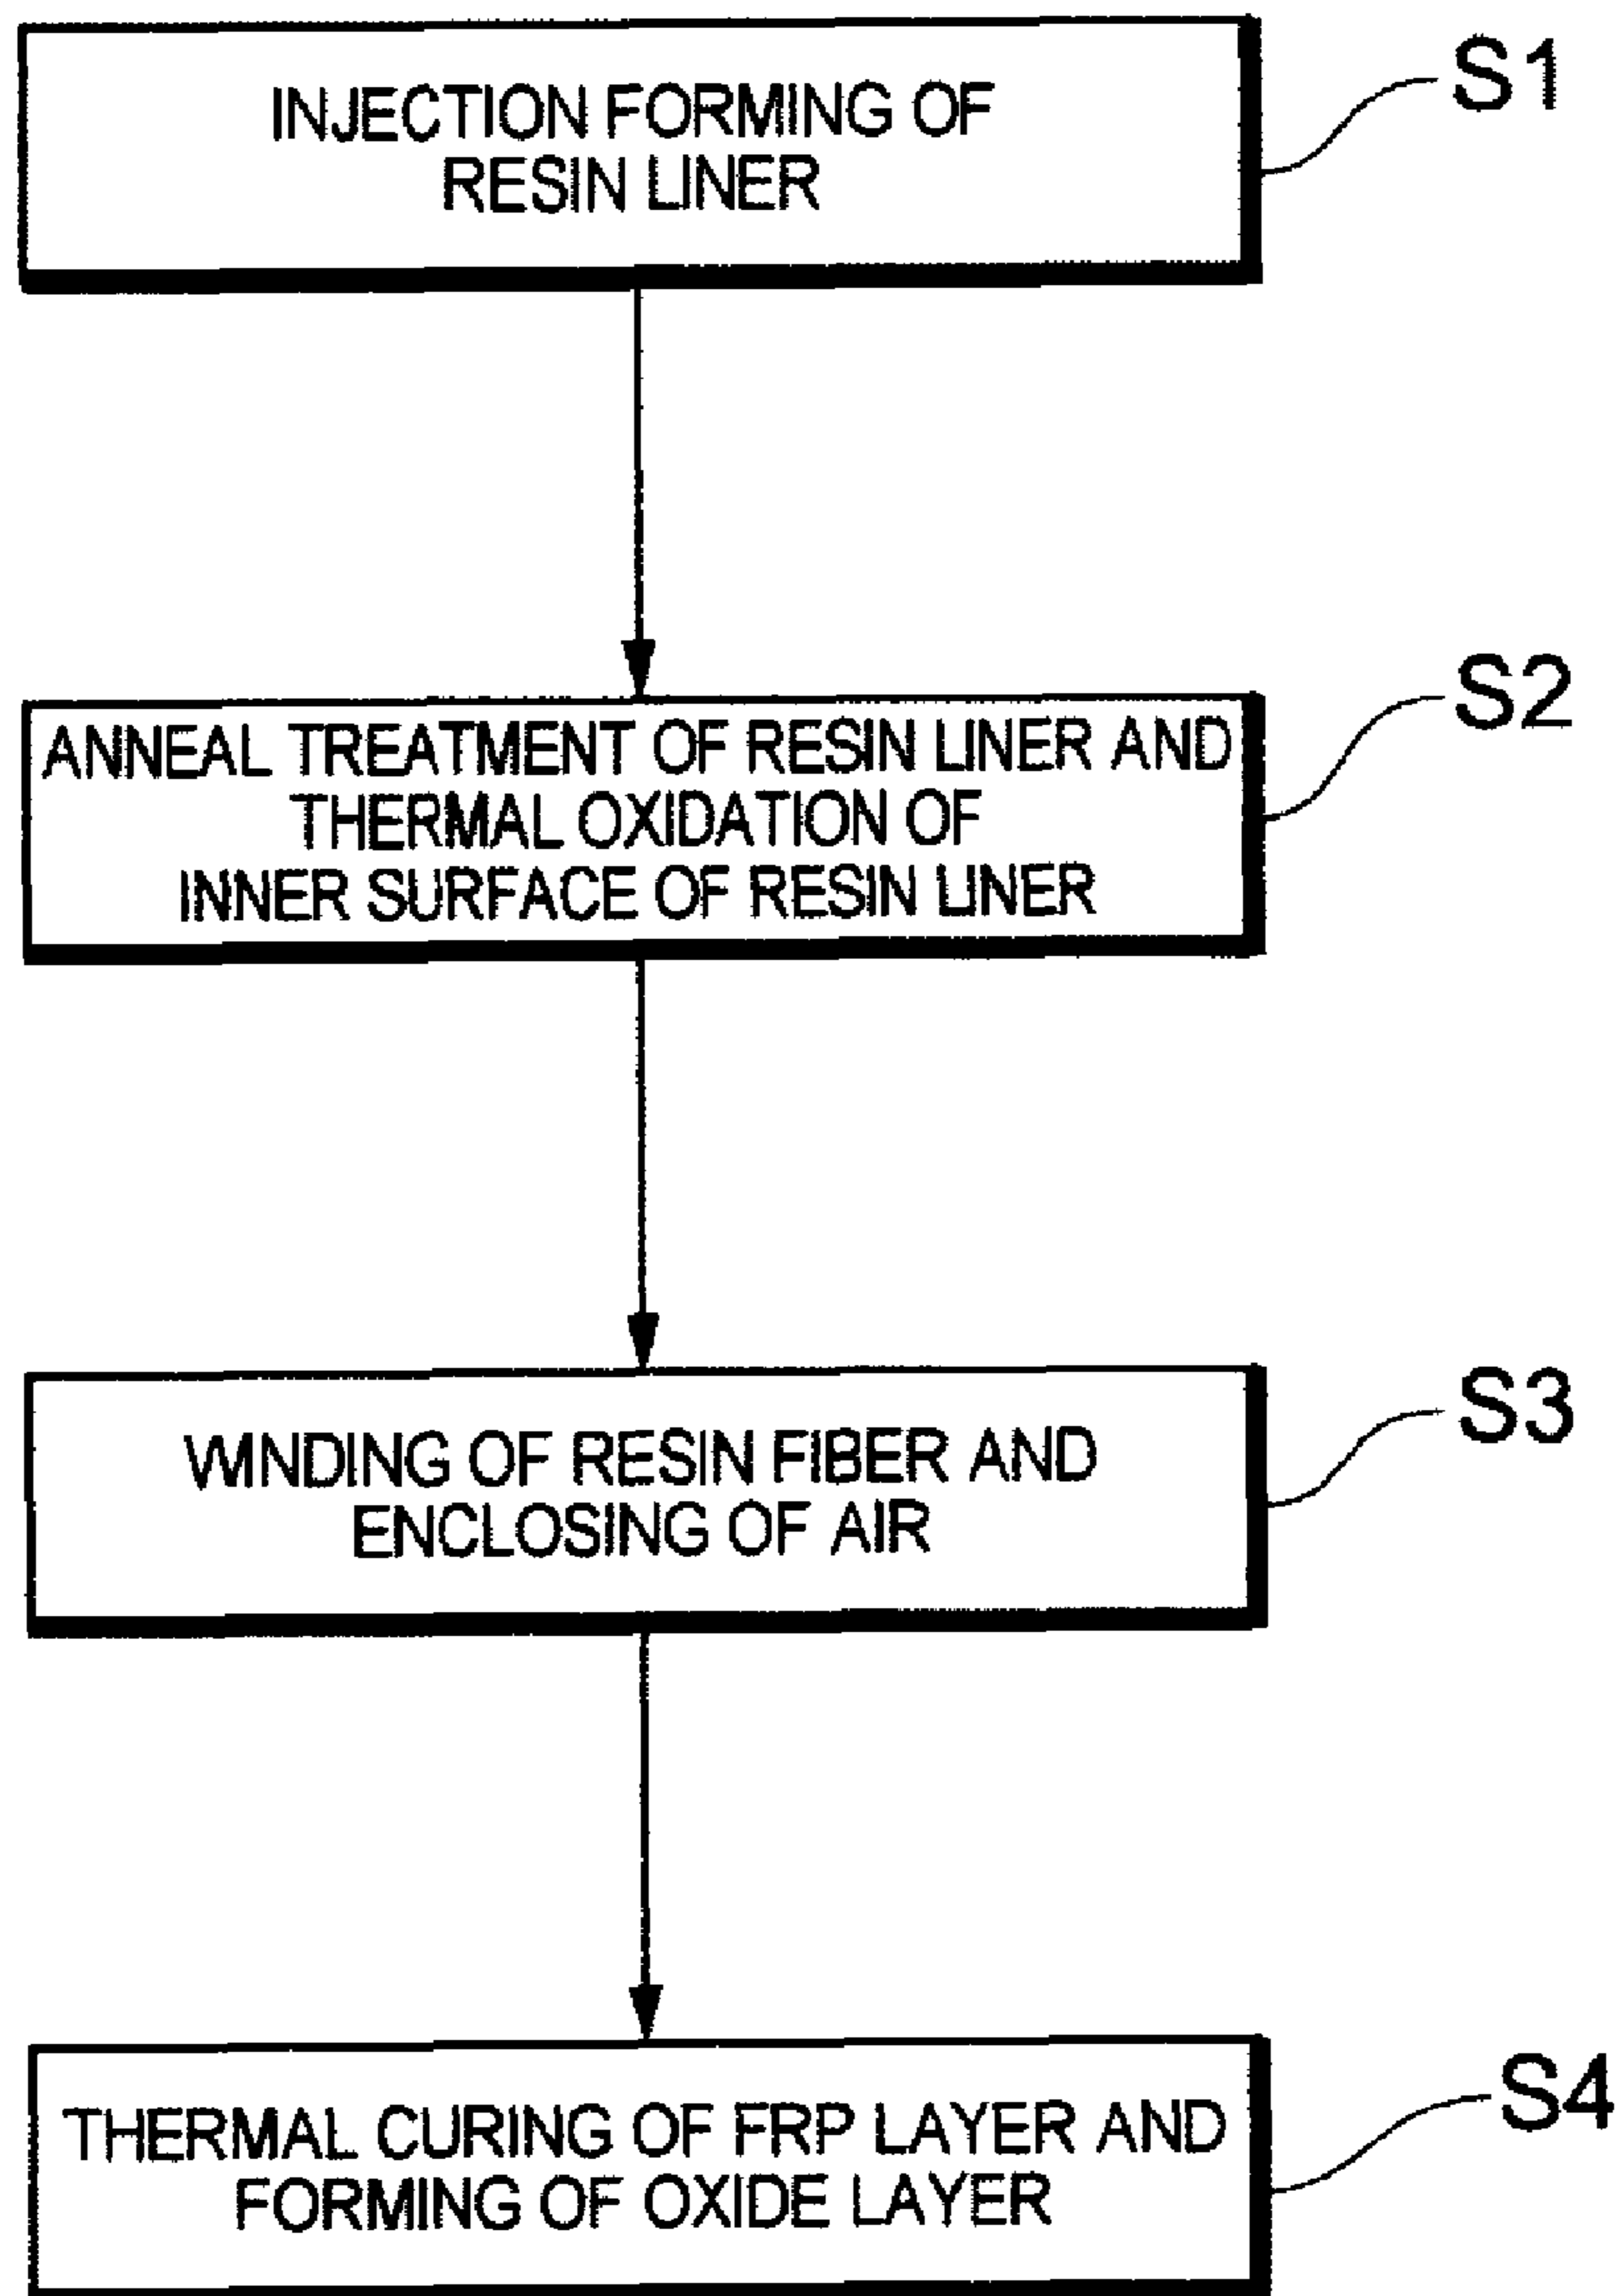 INJECTION FORMING OF
RESIN LINER
S1
ANNEAL TREATMENT OF RESIN LINER AND
THERMAL OXIDATION OF
INNER SURFACE OF RESIN LINER
S2
WINDING OF RESIN FIBER AND
ENCLOSING OF AIR
S3
THERMAL CURING OF FRP LAYER AND
FORMING OF OXIDE LAYER
S4